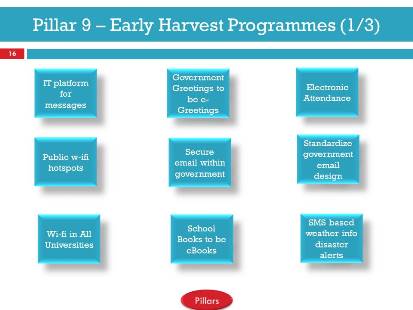 Pillar 9 – Early Harvest Programmes (1/3)
16
IT platform
for
messages
Government
Greetings to
be e-
Greetings
Electronic
Attendance
Public w-ifi
hotspots
Secure
email within
government
Standardize
government
email
design
Wi-fi in All
Universities
School
Books to be
eBooks
SMS based
weather info
disaster
alerts
Pillars